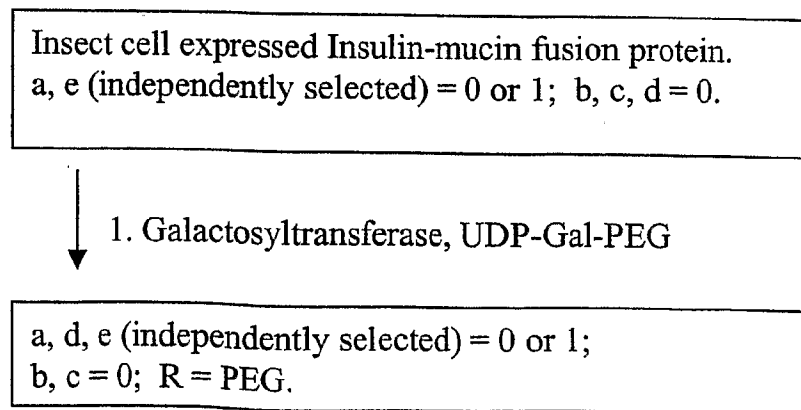 Insect cell expressed Insulin-mucin fusion protein.
a, e (independently selected) = 0 or 1; b, c, d = 0.
1. Galactosyltransferase, UDP-Gal-PEG
a, d, e (independently selected) = 0 or 1;
b, c = 0; R = PEG.